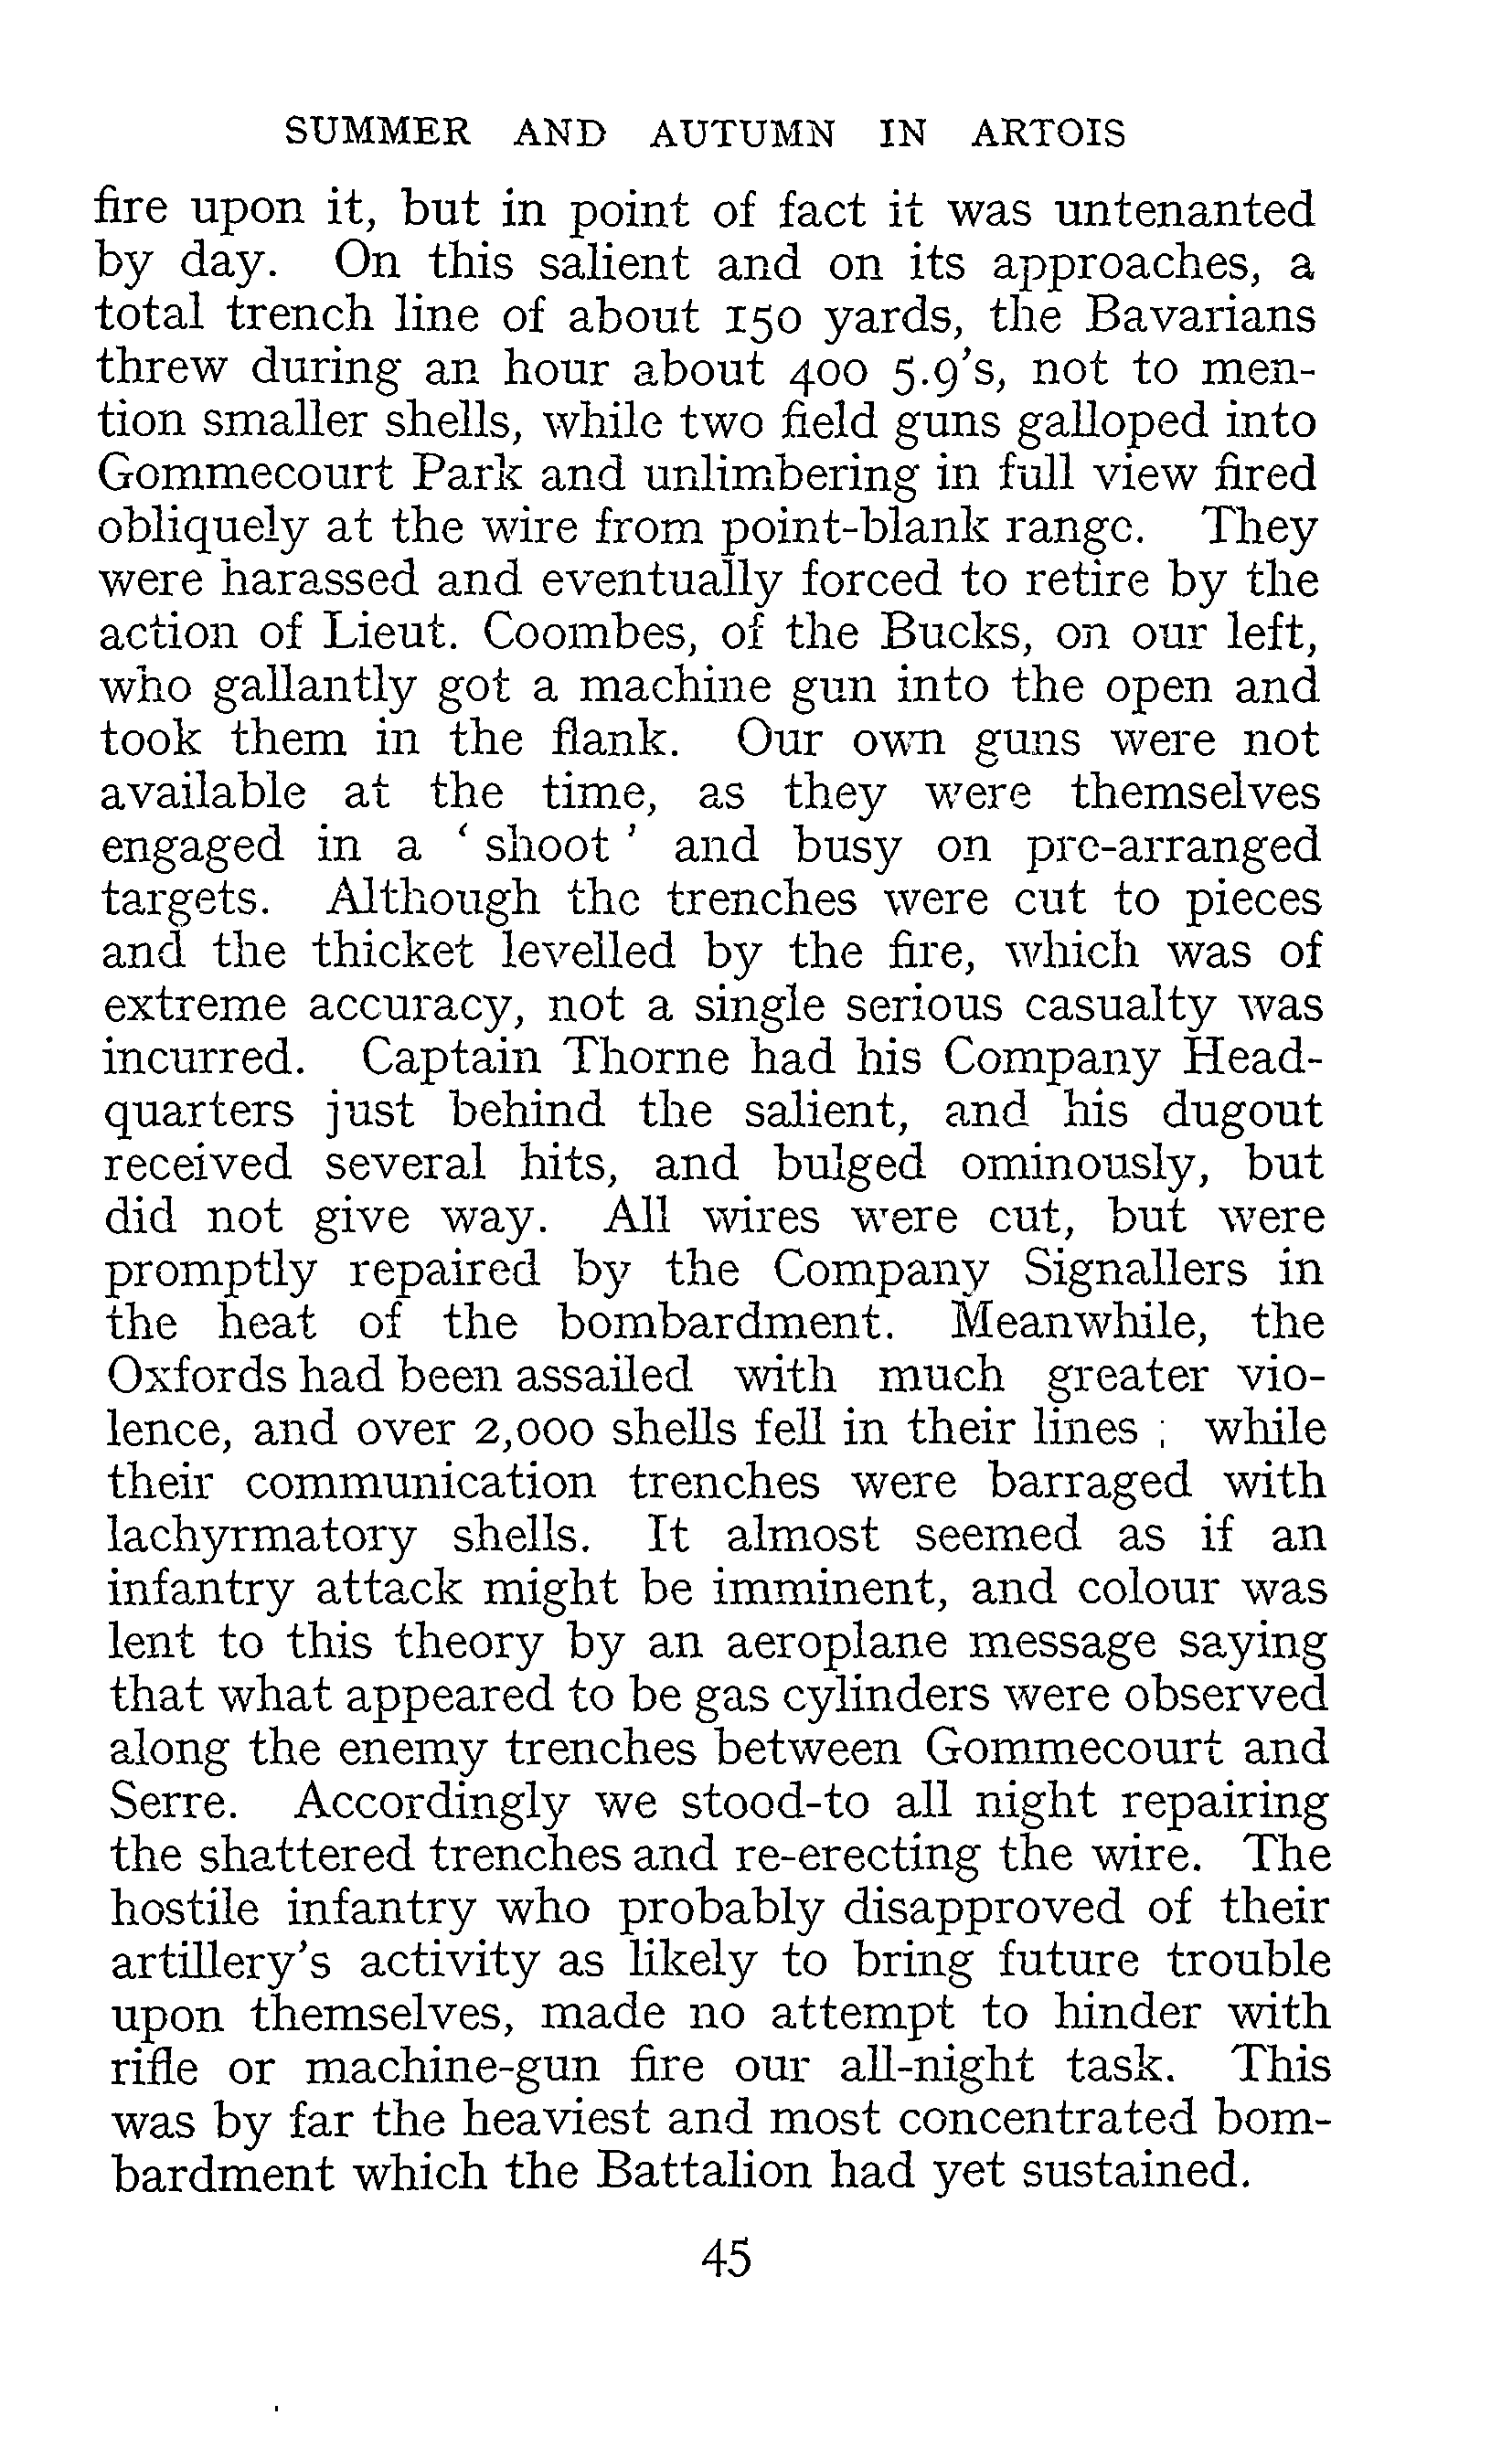 SUMMER AND AUTUMN IN ARTOIS
fire upon it, but in point of fact it was untenanted
by day. On this salient and on its approaches, a
total trench line of about 150 yards, the Bavarians
threw during an hour about 400 5.9's, not to men-
tion smaller shells, while two field guns galloped into
Gommecourt Park and unlimbering in full view fired
obliquely at the wire from point-blank range. They
were harassed and eventually forced to retire by the
action of Lieut. Coombes, of the Bucks, on our left,
who gallantly got a machine gun into the open and
took them in the flank. Our own guns were not
available at the time, as they were themselves
engaged in a ‘ shoot ’ and busy on pre-arranged
targets. Although the trenches were cut to pieces
and the thicket levelled by the fire, which was of
extreme accuracy, not a single serious casualty was
incurred. Captain Thorne had his Company Head-
quarters just behind the salient, and his dugout
received several hits, and bulged ominously, but
did not give way. All wires were cut, but were
promptly repaired by the Company Signallers in
the heat of the bombardment. Meanwhile, the
Oxfords had been assailed with much greater vio-
lence, and over 2,000 shells fell in their lines ; while
their communication trenches were barraged with
lachyrmatory shells. It almost seemed as if an
infantry attack might be imminent, and colour was
lent to this theory by an aeroplane message saying
that what appeared to be gas cylinders were observed
along the enemy trenches between Gommecourt and
Serre. Accordingly we stood-to all night repairing
the shattered trenches and re-erecting the wire. The
hostile infantry who probably disapproved of their
artillery's activity as likely to bring future trouble
upon themselves, made no attempt to hinder with
rifle or machine-gun fire our all-night task. This
was by far the heaviest and most concentrated bom-
bardment which the Battalion had yet sustained.
45